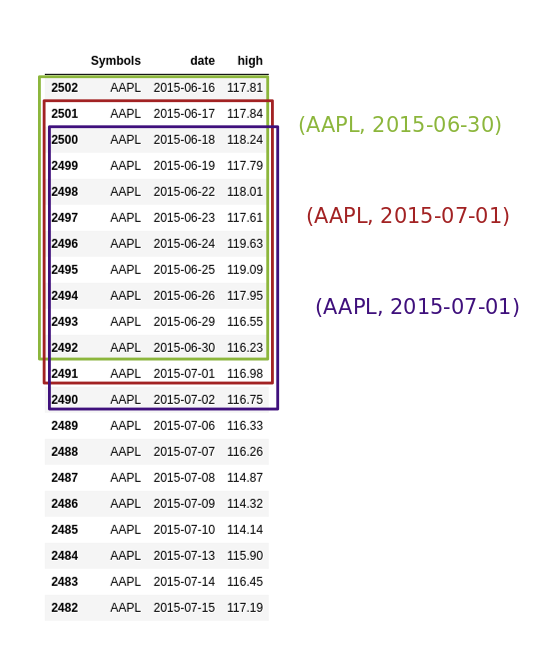 Symbols date high
2502 AAPL 2015-06-16 117.81
2501 AAPL 2015-06-17 117.84
(AAPL, 2015-06-30)
2500 AAPL 2015-06-18 118.24
2499 AAPL 2015-06-19 117.79
2498 AAPL 2015-06-22 118.01
2497 AAPL 2015-06-23 117.61
(AAPL, 2015-07-01)
2496 AAPL 2015-06-24 119.63
2495 AAPL 2015-06-25 119.09
2494 AAPL 2015-06-26 117.95
(AAPL, 2015-07-01)
2493 AAPL 2015-06-29 116.55
2492 AAPL 2015-06-30 116.23
2491 AAPL 2015-07-01 116.98
2490 AAPL 2015-07-02 116.75
2489 AAPL 2015-07-06 116.33
2488 AAPL 2015-07-07 116.26
2487 AAPL 2015-07-08 114.87
2486 AAPL 2015-07-09 114.32
2485 AAPL 2015-07-10 114.14
2484 AAPL 2015-07-13 115.90
2483 AAPL 2015-07-14 116.45
2482 AAPL 2015-07-15 117.19